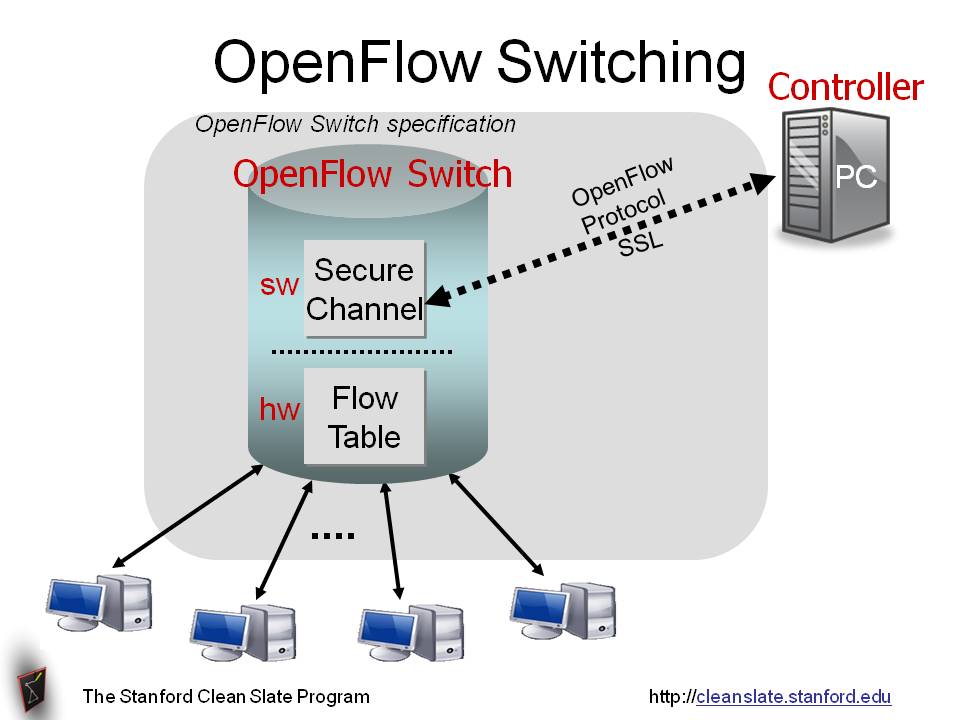 OpenFlow Switching
Controller
OpenFlow Switch specification
OpenFlow Switch
PC
OpenFlow
Protocol
SSL
sw
Secure
Channel
hw
Flow
Table
....
The Stanford Clean Slate Program
http://cleanslate.stanford.edu